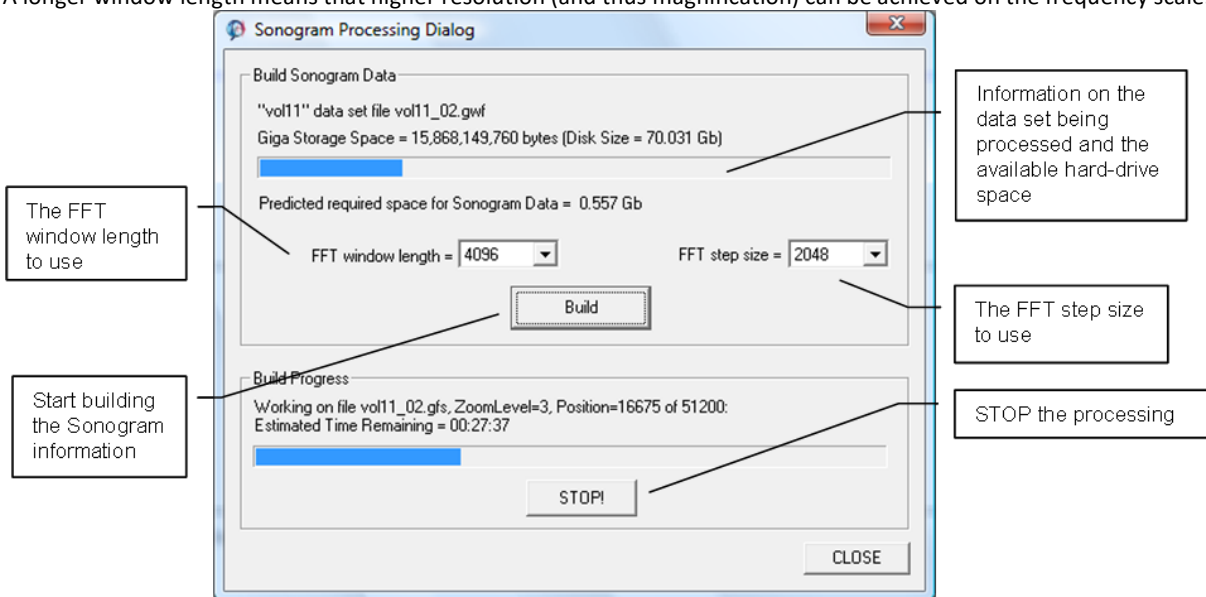 A longer window length means that higher resolution (and thus magnification) can be achieved on the frequency scale
Sonogram Processing Dialog
Build Sonogram Data
"vol11" data set file vol11_02.gwf
Giga Storage Space = 15,868,149,760 bytes (Disk Size = 70.031 Gb)
Predicted required space for Sonogram Data = 0.557 Gb
FFT window length = 4096
FFT step size = 2048
Build
Build Progress
Working on file vol11_02.gfs, ZoomLevel=3, Position=16675 of 51200:
Estimated Time Remaining = 00:27:37
STOP!
CLOSE
The FFT
window length
to use
Start building
the Sonogram
information
Information on the
data set being
processed and the
available hard-drive
space
The FFT step size
to use
STOP the processing